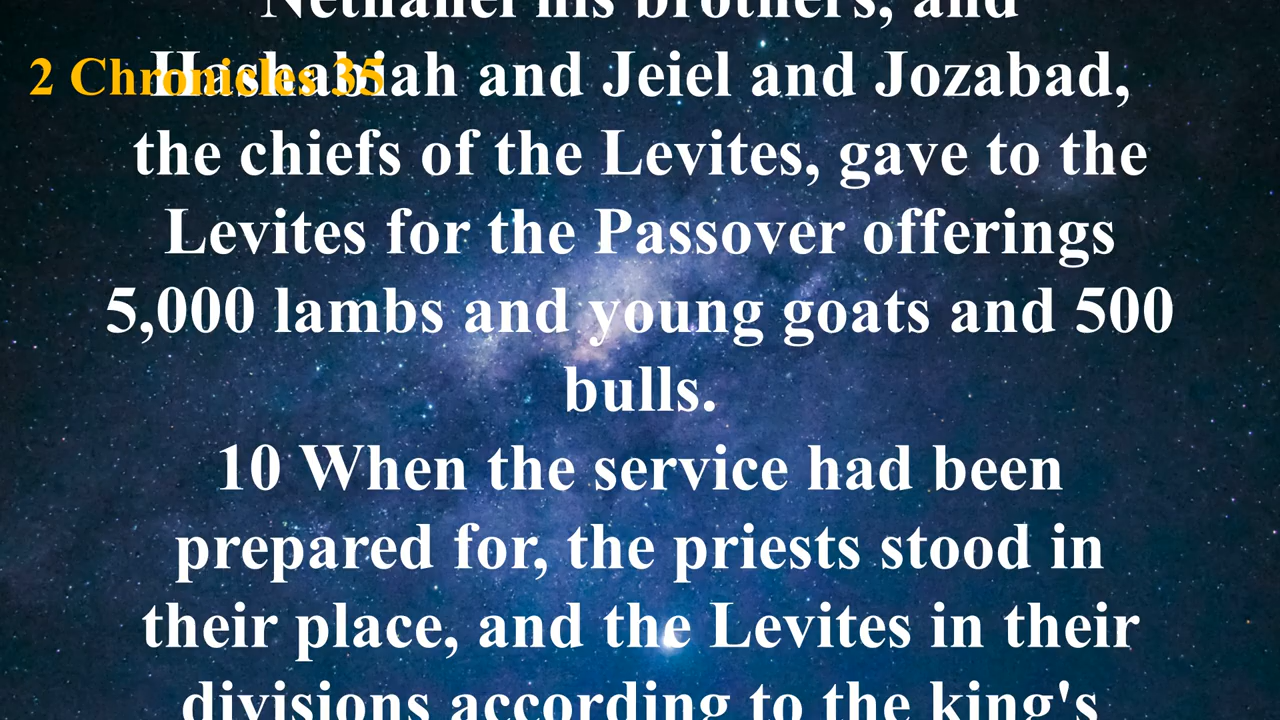 Nethanel his brothers, and
2 Chronicles 35
Hashabiah and Jeiel and Jozabad,
the chiefs of the Levites, gave to the
Levites for the Passover offerings
5,000 lambs and young goats and 500
bulls.
10 When the service had been
prepared for, the priests stood in
their place, and the Levites in their
divisions according to the king's